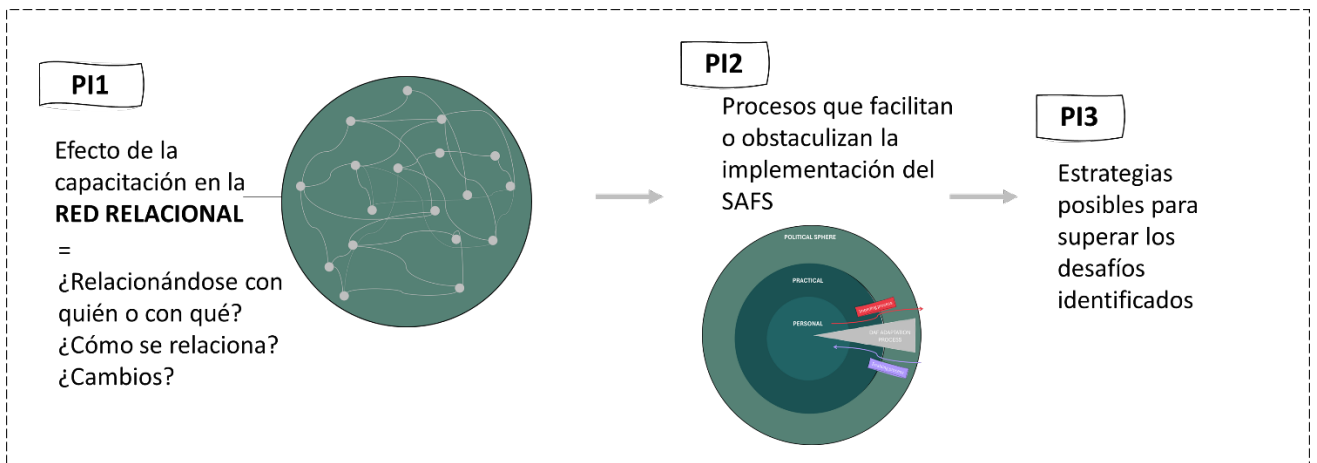 PI1
Efecto de la
capacitación en la
RED RELACIONAL
=
¿Relacionándose con
quién o con qué?
¿Cómo se relaciona?
¿Cambios?
PI2
Procesos que facilitan
o obstaculizan la
implementación del
SAFS
POLITICAL SPHERE
PRACTICAL
PERSONAL
PROCESS
PI3
Estrategias
posibles para
superar los
desafíos
identificados